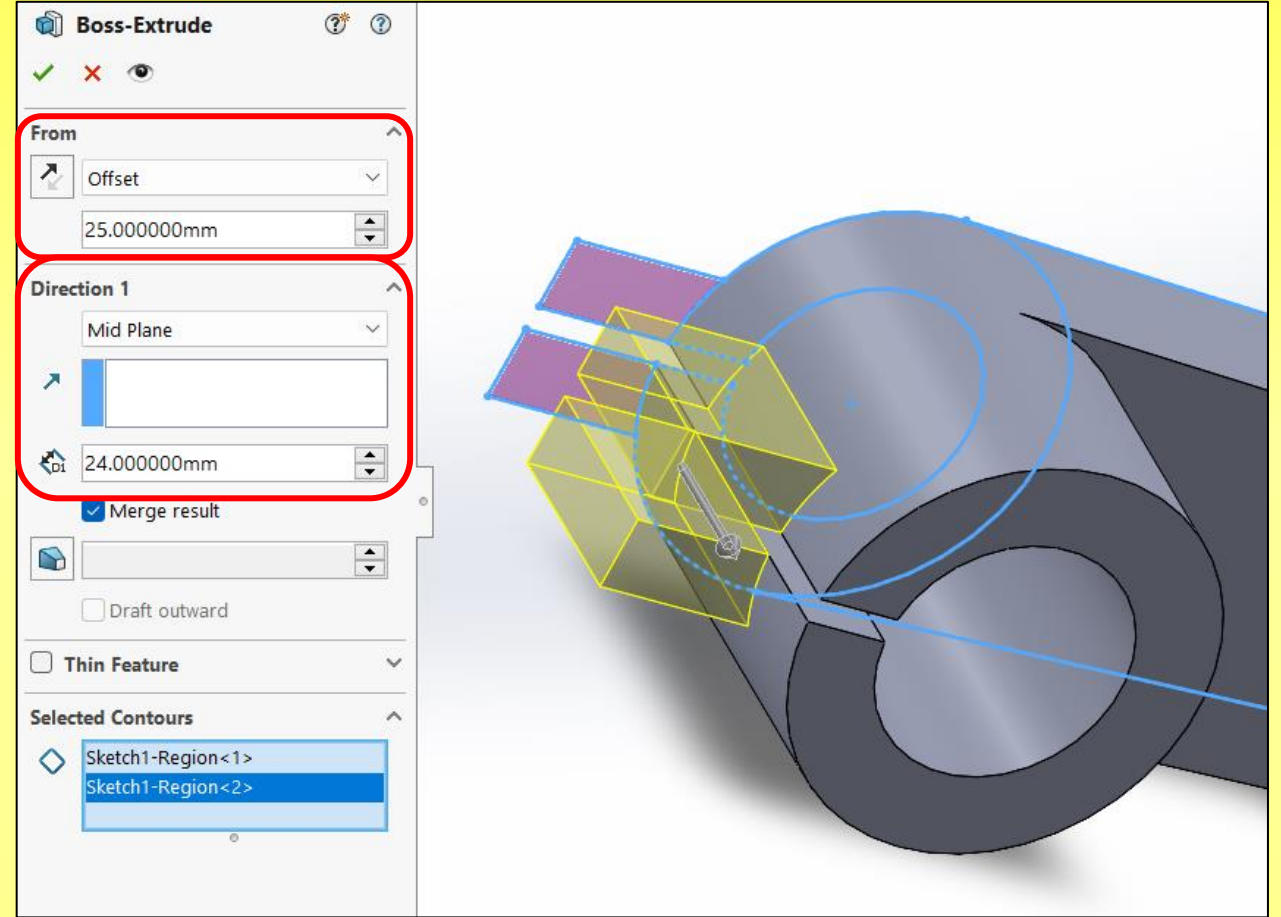 Boss-Extrude
From
Offset
25.000000mm
Direction 1
Mid Plane
D1
24.000000mm
Merge result
Draft outward
Thin Feature
Selected Contours
Sketch1-Region<1>
Sketch1-Region<2>